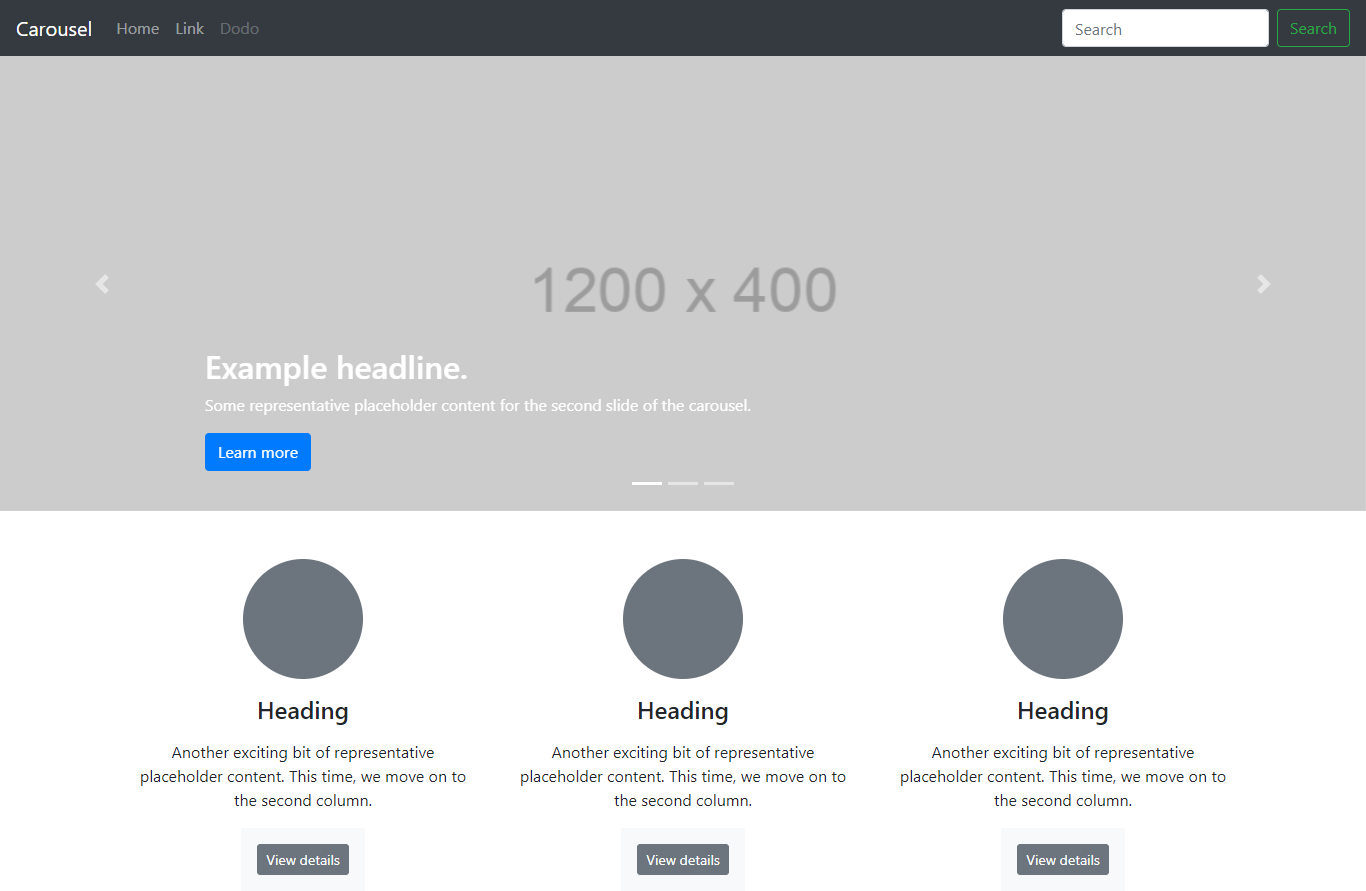 Carousel Home Link Dodo Search Search
1200 x 400
Example headline.
Some representative placeholder content for the second slide of the carousel.
Learn more
Heading
Another exciting bit of representative
placeholder content. This time, we move on to
the second column.
View details
Heading
Another exciting bit of representative
placeholder content. This time, we move on to
the second column.
View details
Heading
Another exciting bit of representative
placeholder content. This time, we move on to
the second column.
View details